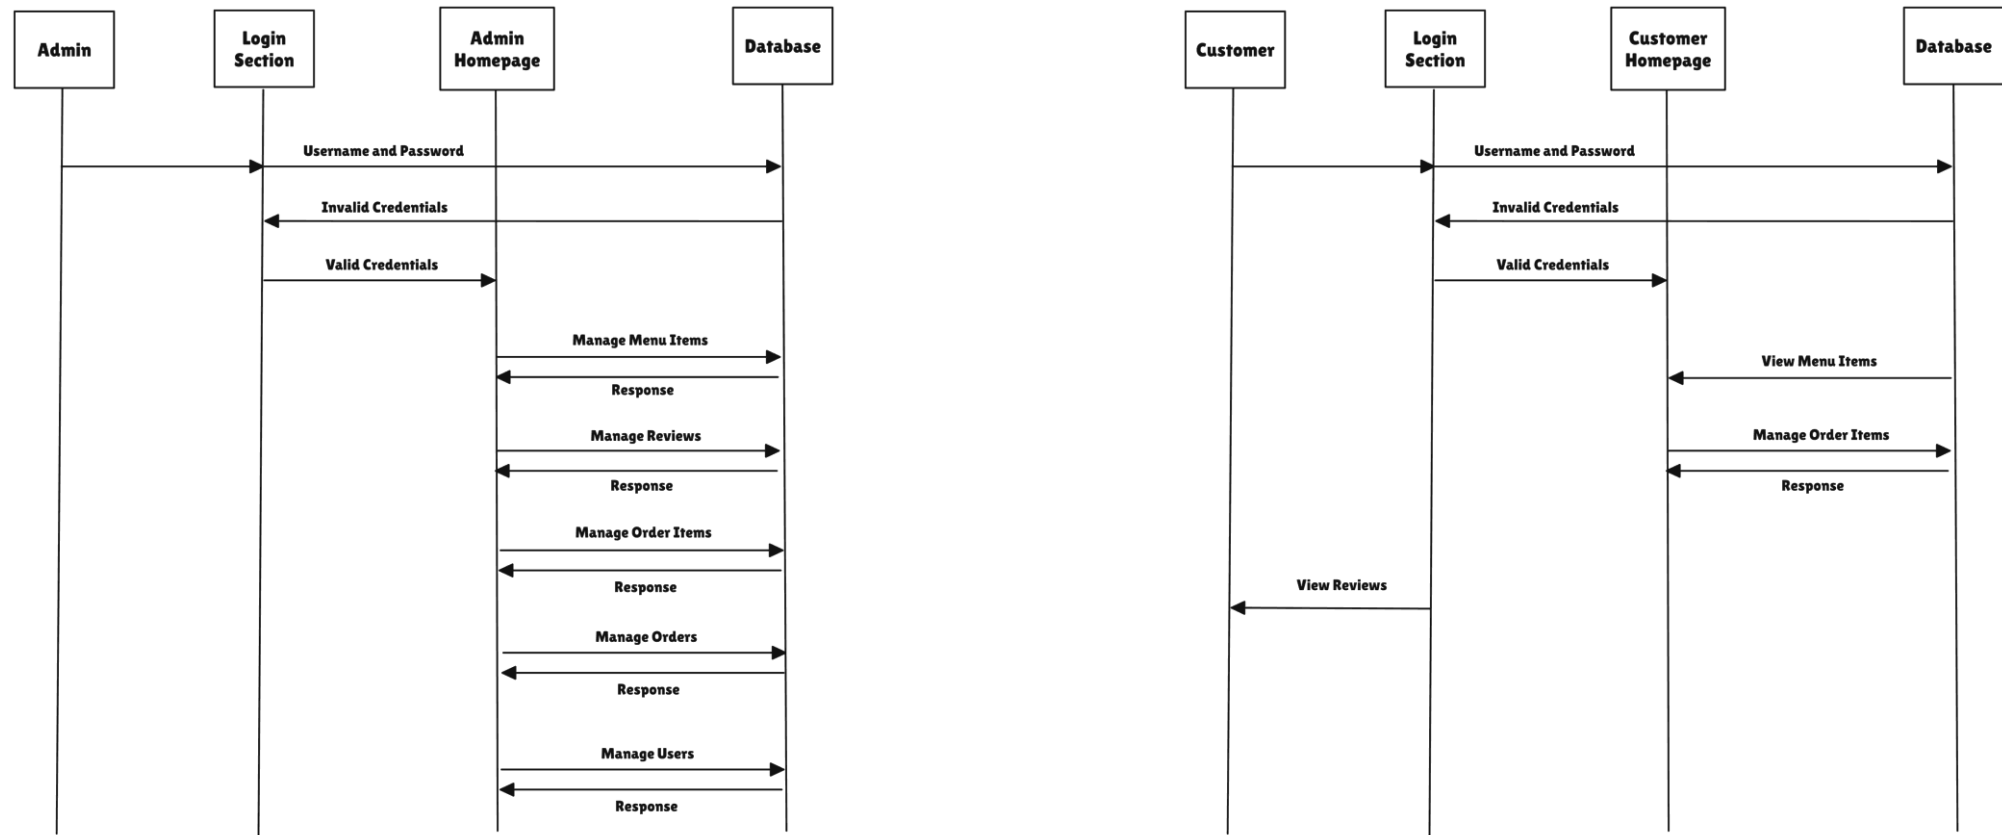 Admin
Login
Section
Admin
Homepage
Database
Username and Password
Invalid Credentials
Valid Credentials
Manage Menu Items
Response
Manage Reviews
Response
Manage Order Items
Response
Manage Orders
Response
Manage Users
Response
Customer
Login
Section
Customer
Homepage
Database
Username and Password
Invalid Credentials
Valid Credentials
View Menu Items
Manage Order Items
Response
View Reviews